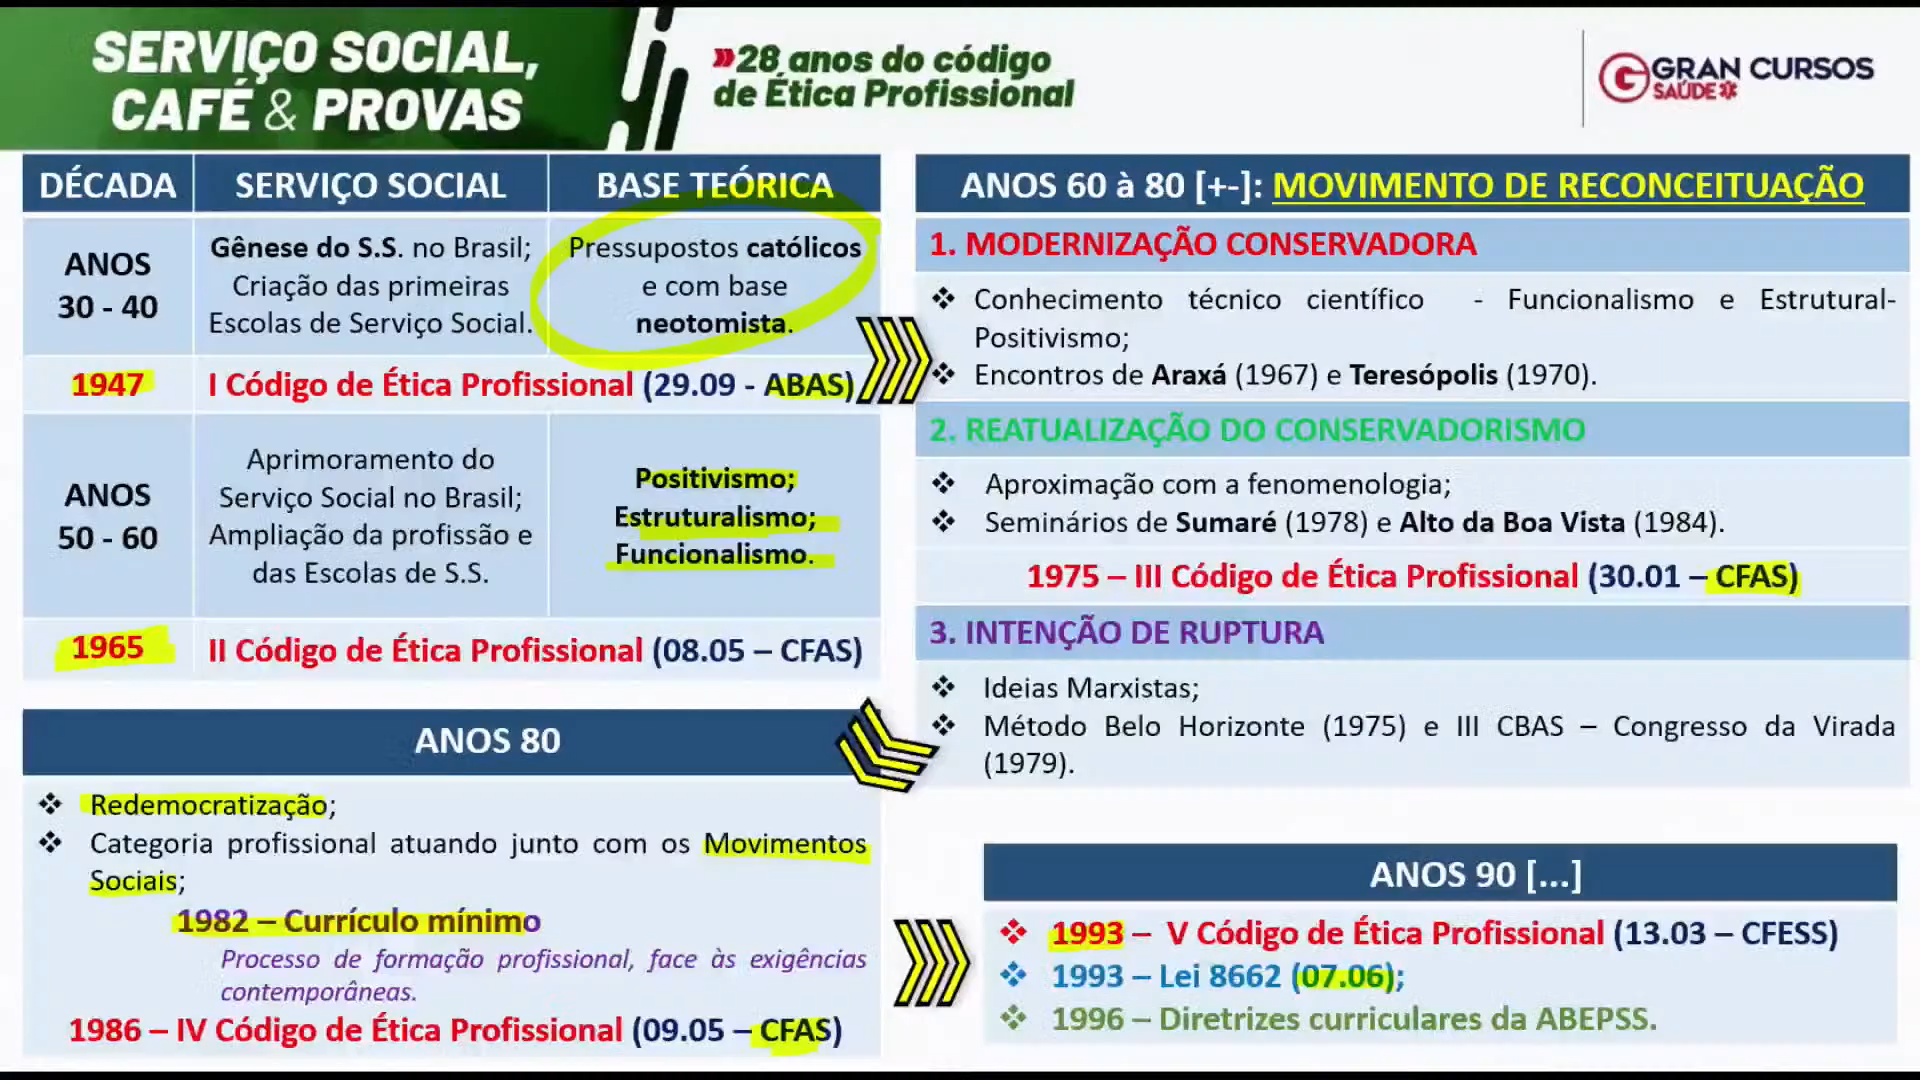 SERVIÇO SOCIAL,
CAFÉ & PROVAS
»28 anos do código
de Ética Profissional
GRAN CURSOS
SAÚDE
DÉCADA SERVIÇO SOCIAL BASE TEÓRICA
ANOS
30 - 40
Gênese do S.S. no Brasil;
Criação das primeiras
Escolas de Serviço Social.
Pressupostos católicos
e com base
neotomista.
1947 I Código de Ética Profissional (29.09 - ABAS)
ANOS
50 - 60
Aprimoramento do
Serviço Social no Brasil;
Ampliação da profissão e
das Escolas de S.S.
Positivismo;
Estruturalismo;
Funcionalismo.
1965 II Código de Ética Profissional (08.05 – CFAS)
ANOS 60 à 80 [+-]: MOVIMENTO DE RECONCEITUAÇÃO
1. MODERNIZAÇÃO CONSERVADORA
❖ Conhecimento técnico científico - Funcionalismo e Estrutural-
Positivismo;
❖ Encontros de Araxá (1967) e Teresópolis (1970).
2. REATUALIZAÇÃO DO CONSERVADORISMO
❖ Aproximação com a fenomenologia;
❖ Seminários de Sumaré (1978) e Alto da Boa Vista (1984).
1975 – III Código de Ética Profissional (30.01 – CFAS)
3. INTENÇÃO DE RUPTURA
❖ Ideias Marxistas;
❖ Método Belo Horizonte (1975) e III CBAS – Congresso da Virada
(1979).
ANOS 80
❖ Redemocratização;
❖ Categoria profissional atuando junto com os Movimentos
Sociais;
1982 – Currículo mínimo
Processo de formação profissional, face às exigências
contemporâneas.
1986 – IV Código de Ética Profissional (09.05 – CFAS)
ANOS 90 [...]
❖ 1993 – V Código de Ética Profissional (13.03 – CFESS)
❖ 1993 – Lei 8662 (07.06);
❖ 1996 – Diretrizes curriculares da ABEPSS.